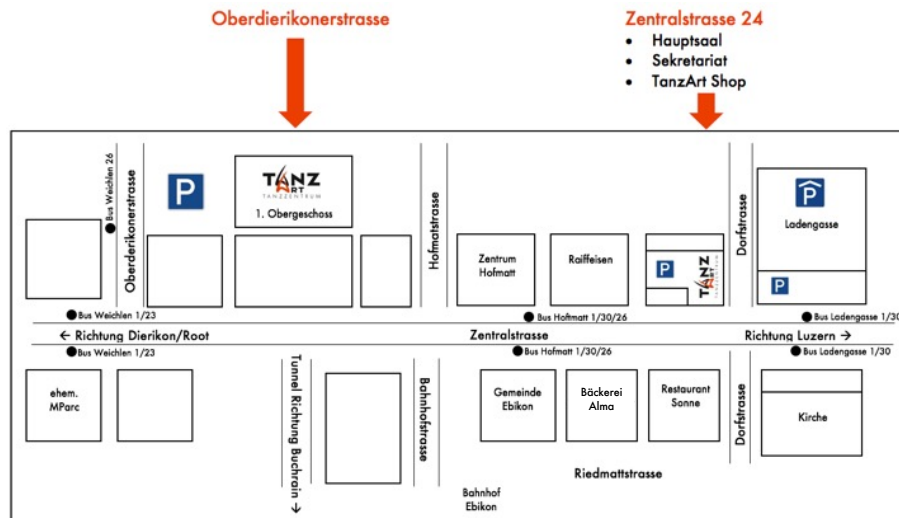 Oberdierikonerstrasse
Zentralstrasse 24
• Hauptsaal
• Sekretariat
• TanzArt Shop
Bus Weichlen 26
Oberderikonerstrasse
P
TANZ
ART
TANZZENTRUM
1. Obergeschoss
Hofmattstrasse
Zentrum
Hofmatt
Raiffeisen
P
TANZ
ART
TANZZENTRUM
Dorfstrasse
P
Ladengasse
P
Bus Weichlen 1/23
Bus Hoftmatt 1/30/26
Bus Ladengasse 1/30
← Richtung Dierikon/Root
Zentralstrasse
Richtung Luzern →
Bus Weichlen 1/23
Bus Hofmatt 1/30/26
Bus Ladengasse 1/30
ehem.
MParc
Tunnel Richtung Buchrain →
Bahnhofstrasse
Gemeinde
Ebikon
Bäckerei
Alma
Restaurant
Sonne
Dorfstrasse
Kirche
Riedmattstrasse
Bahnhof
Ebikon